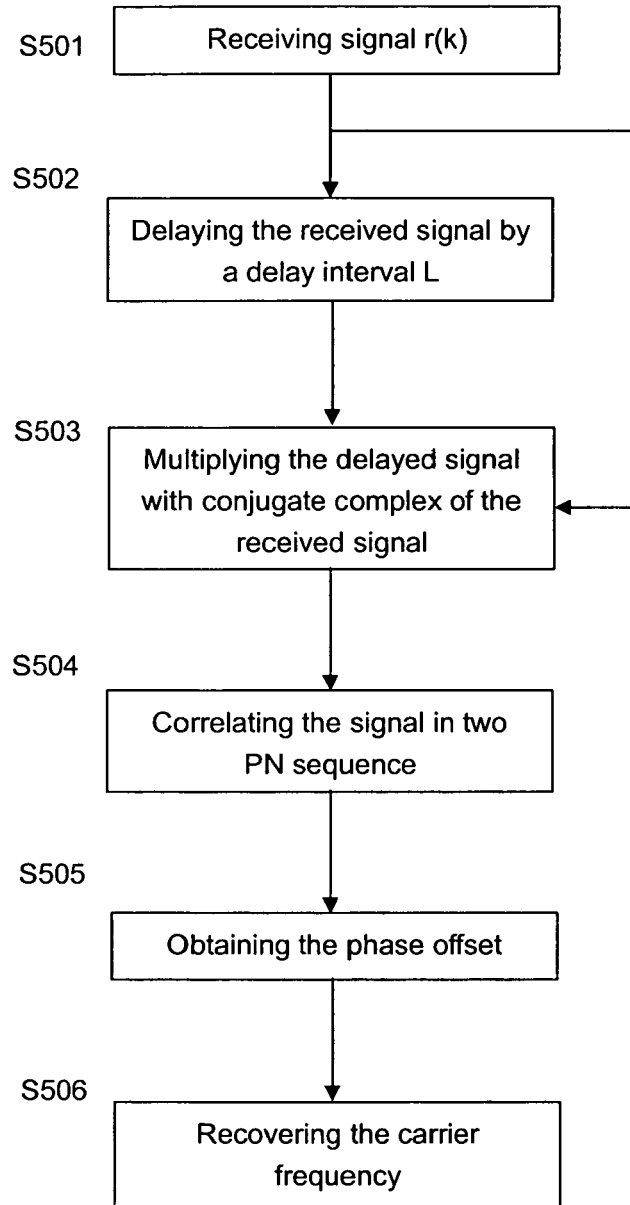 S501
Receiving signal r(k)
S502
Delaying the received signal by
a delay interval L
S503
Multiplying the delayed signal
with conjugate complex of the
received signal
S504
Correlating the signal in two
PN sequence
S505
Obtaining the phase offset
S506
Recovering the carrier
frequency